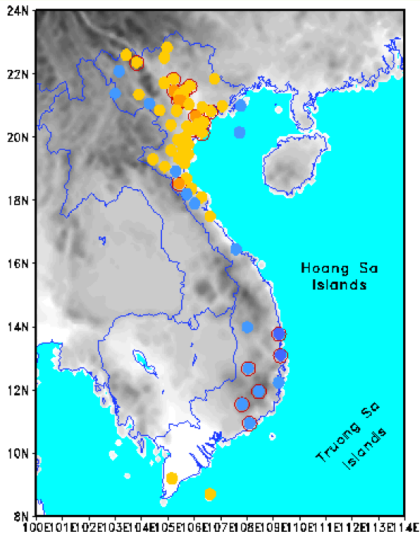 24N
22N
20N
18N
16N
14N
12N
10N
8N
Hoang Sa
Islands
Truong Sa
Islands
100E101E102E103E104E105E106E107E108E109E110E111E112E113E114E